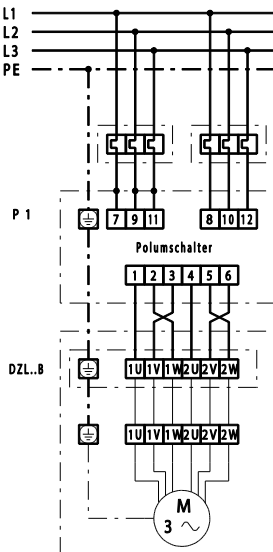 L1
L2
L3
PE
P 1
7 9 11 8 10 12
Polumschalter
1 2 3 4 5 6
DZL..B
1U 1V 1W 2U 2V 2W
1U 1V 1W 2U 2V 2W
M
3 ~